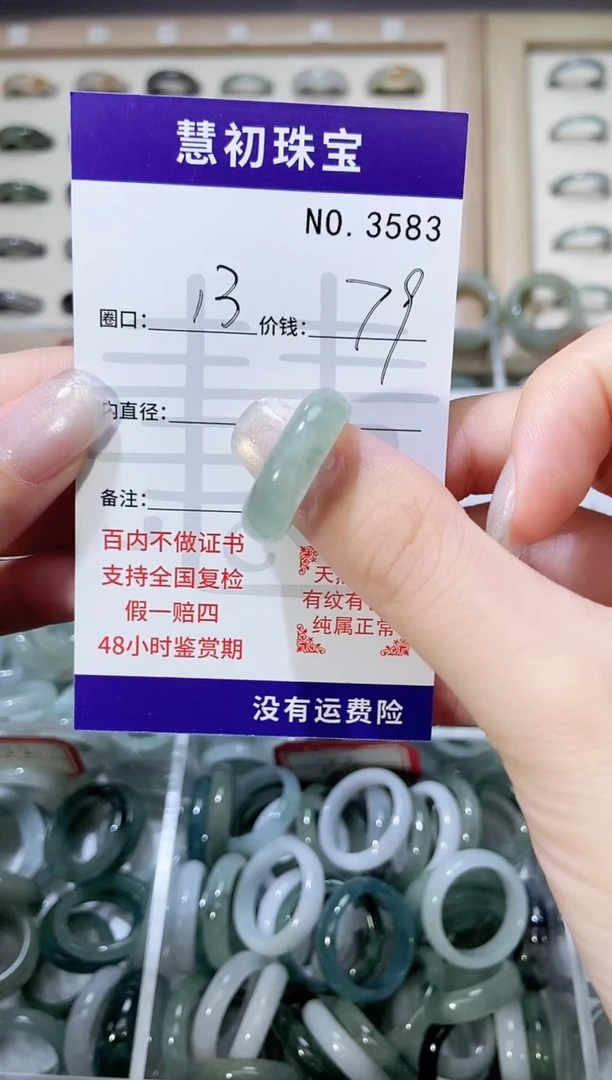 慧初珠宝
NO. 3583
圈口: 13 价钱: 79
内直径:
备注:
百内不做证书
支持全国复检
假一赔四
48小时鉴赏期
天
有纹有
纯属正常
没有运费险